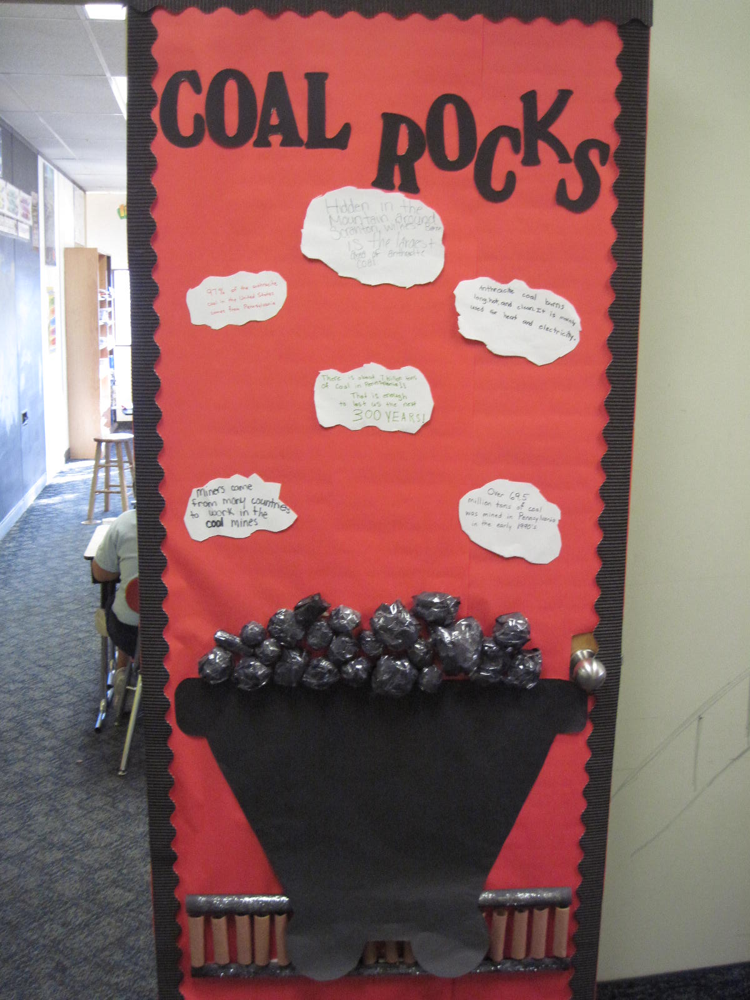 COAL ROCKS
Hidden in the
Mountain around
Scranton, Wilkes-Barre
is the largest
area of anthracite
coal
97% of the anthracite
coal in the United States
comes from Pennsylvania
Anthracite coal burns
long, hot, and clean. It is mainly
used for heat and electricity.
There is about 7 billion tons
of coal in Pennsylvania!!
That is enough
to last us the next
300 YEARS!
miners came
from many countries
to work in the
coal mines
Over 69.5
million tons of coal
was mined in Pennsylvania
in the early 1990's